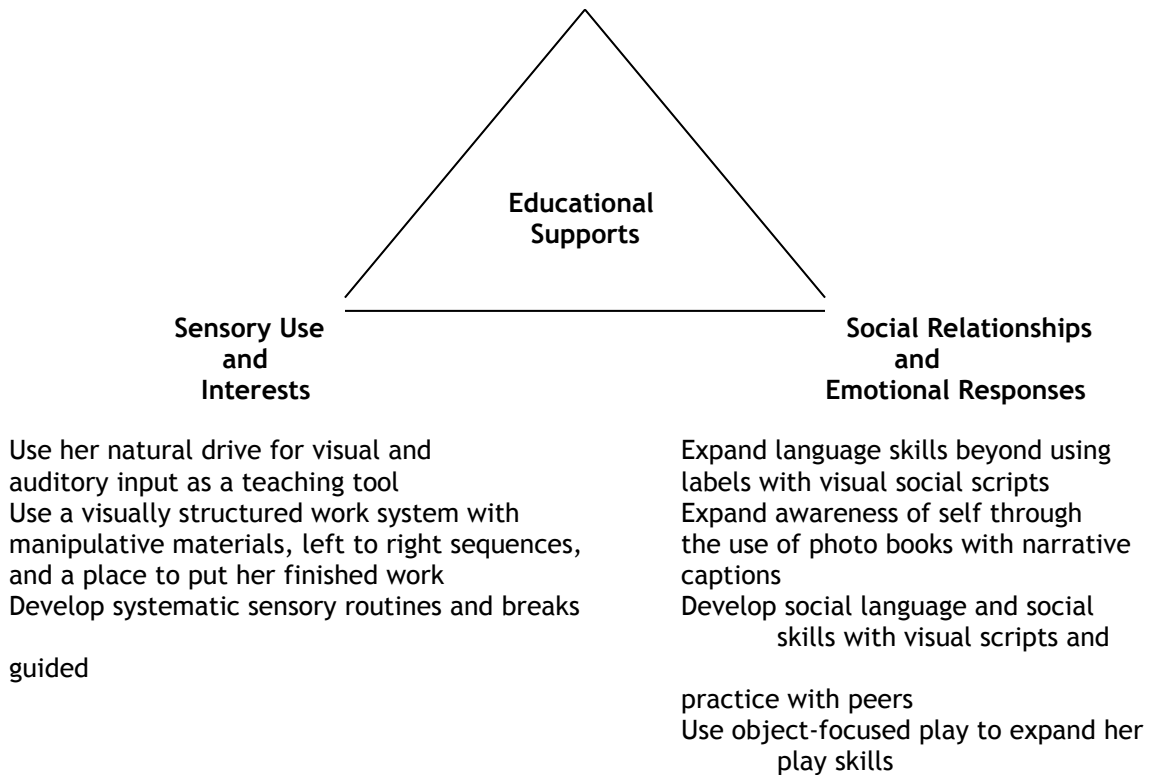 Educational
Supports
Sensory Use
and
Interests
Social Relationships
and
Emotional Responses
Use her natural drive for visual and
auditory input as a teaching tool
Use a visually structured work system with
manipulative materials, left to right sequences,
and a place to put her finished work
Develop systematic sensory routines and breaks
guided
Expand language skills beyond using
labels with visual social scripts
Expand awareness of self through
the use of photo books with narrative
captions
Develop social language and social
skills with visual scripts and
practice with peers
Use object-focused play to expand her
play skills